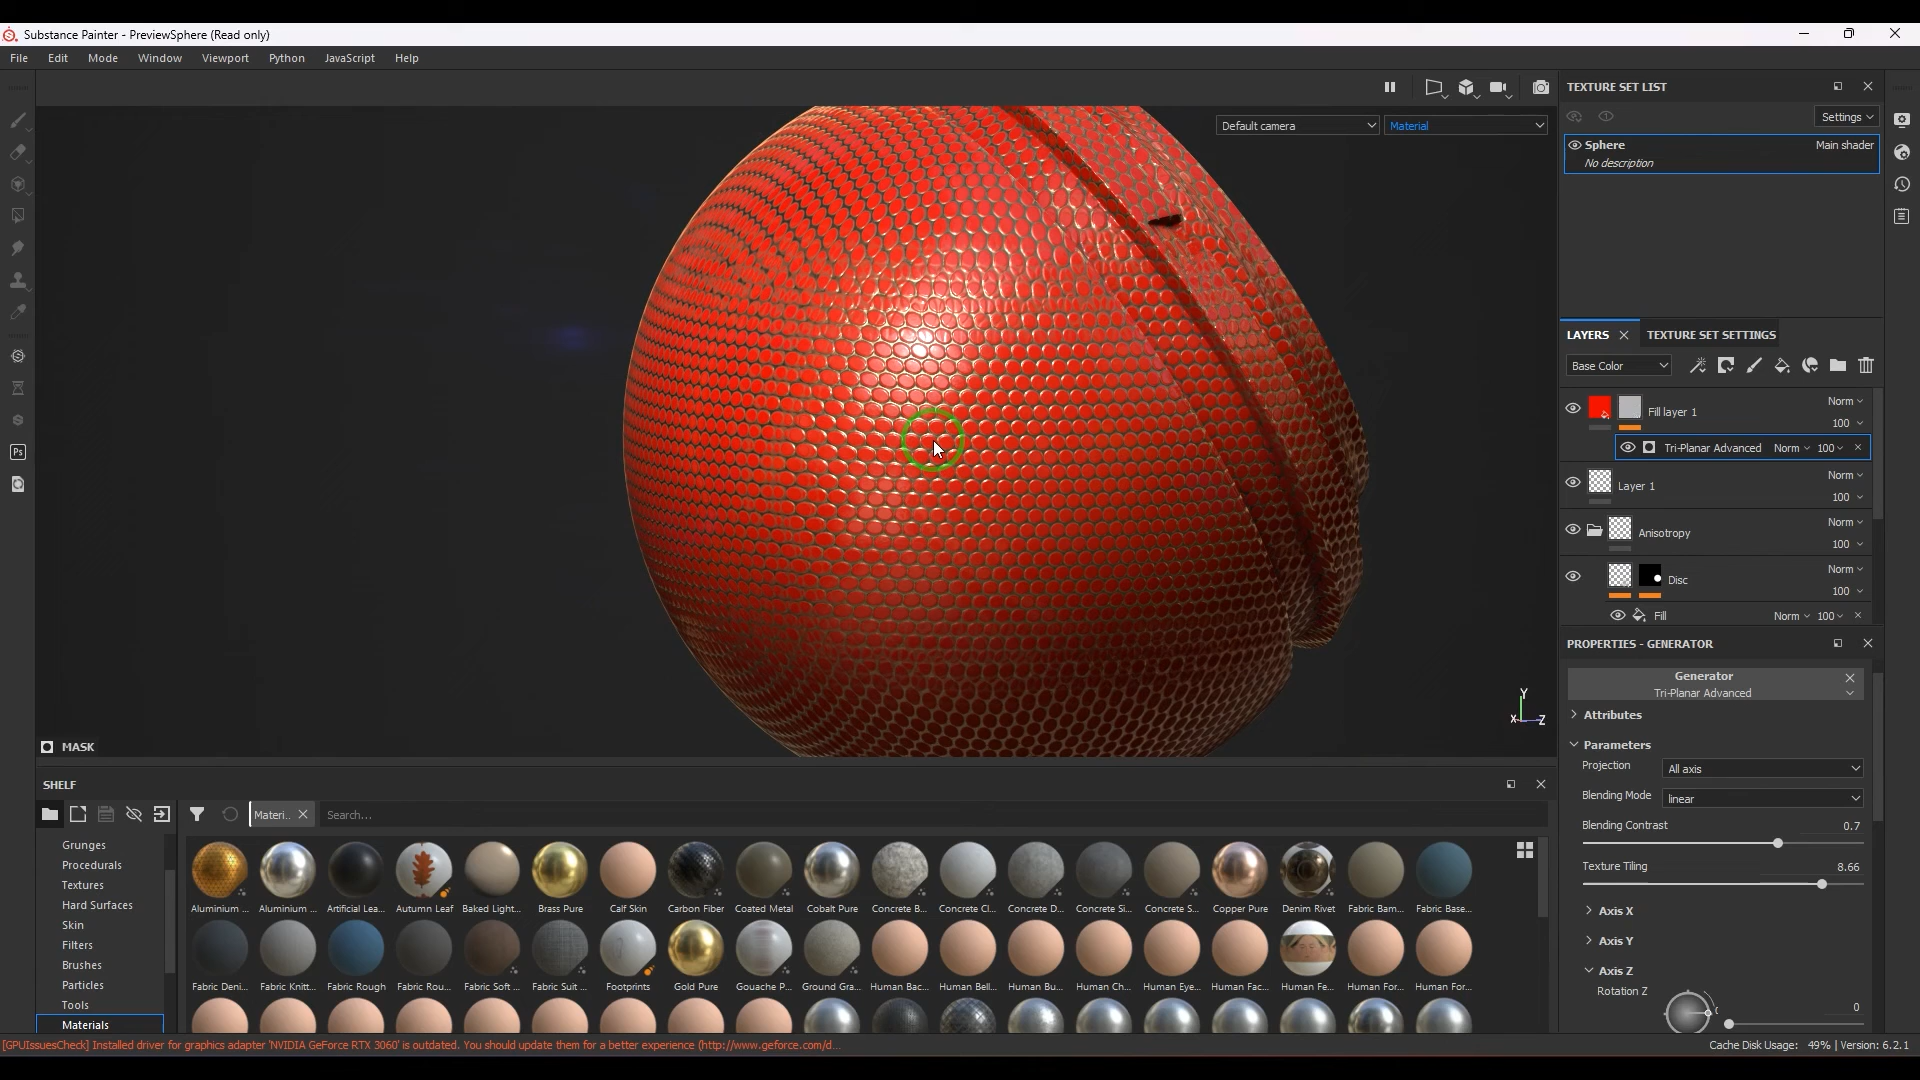 Substance Painter - PreviewSphere (Read only)
File Edit Mode Window Viewport Python JavaScript Help
Default camera
Material
TEXTURE SET LIST
Settings
Sphere Main shader
No description
LAYERS TEXTURE SET SETTINGS
Base Color
Norm
Fill layer 1
100
Tri-Planar Advanced Norm 100
Norm
Layer 1
100
Norm
Anisotropy
100
Norm
Disc
100
Fill Norm 100
PROPERTIES - GENERATOR
Generator
Tri-Planar Advanced
Attributes
Parameters
Projection All axis
Blending Mode linear
Blending Contrast 0.7
Texture Tiling 8.66
Axis X
Axis Y
Axis Z
Rotation Z
0
Y
X Z
MASK
SHELF
Materi.. Search...
Grunges
Procedurals
Textures
Hard Surfaces
Skin
Filters
Brushes
Particles
Tools
Materials
Aluminium ... Aluminium ... Artificial Lea... Autumn Leaf Baked Light... Brass Pure Calf Skin Carbon Fiber Coated Metal Cobalt Pure Concrete B... Concrete Cl... Concrete D... Concrete Si... Concrete S... Copper Pure Denim Rivet Fabric Bam... Fabric Base...
Fabric Deni... Fabric Knitt... Fabric Rough Fabric Rou... Fabric Soft ... Fabric Suit ... Footprints Gold Pure Gouache P... Ground Gra... Human Bac... Human Bell... Human Bu... Human Ch... Human Eye... Human Fac... Human Fe... Human For... Human For...
[GPUIssuesCheck] Installed driver for graphics adapter 'NVIDIA GeForce RTX 3060' is outdated. You should update them for a better experience (http://www.geforce.com/d...
Cache Disk Usage: 49% | Version: 6.2.1
Ps